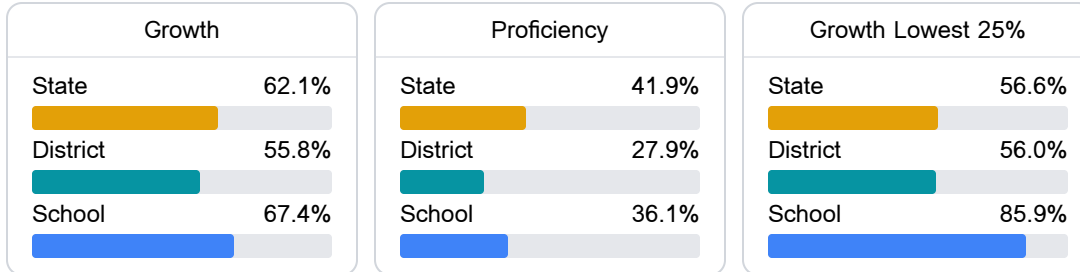 Growth
State 62.1%
District 55.8%
School 67.4%
Proficiency
State 41.9%
District 27.9%
School 36.1%
Growth Lowest 25%
State 56.6%
District 56.0%
School 85.9%